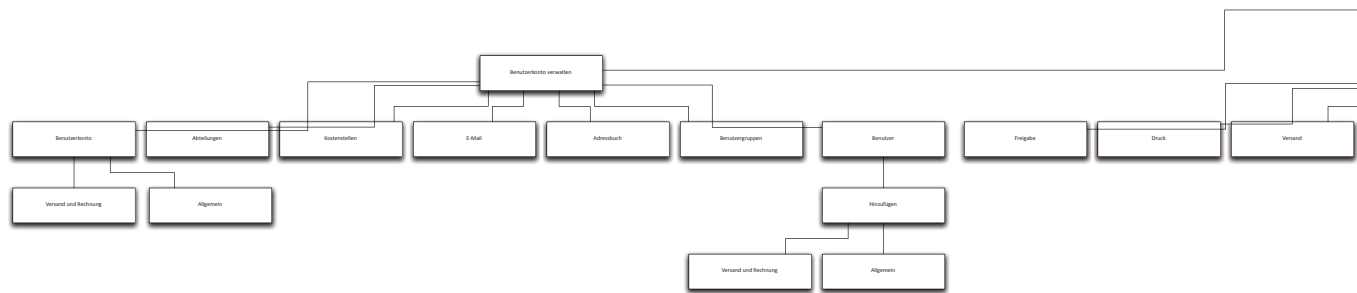 Benutzerkonto verwalten
Benutzerkonto
Abteilungen
Kostenstellen
E-Mail
Adressbuch
Benutzergruppen
Benutzer
Freigabe
Druck
Versand
Versand und Rechnung
Allgemein
Hinzufügen
Versand und Rechnung
Allgemein